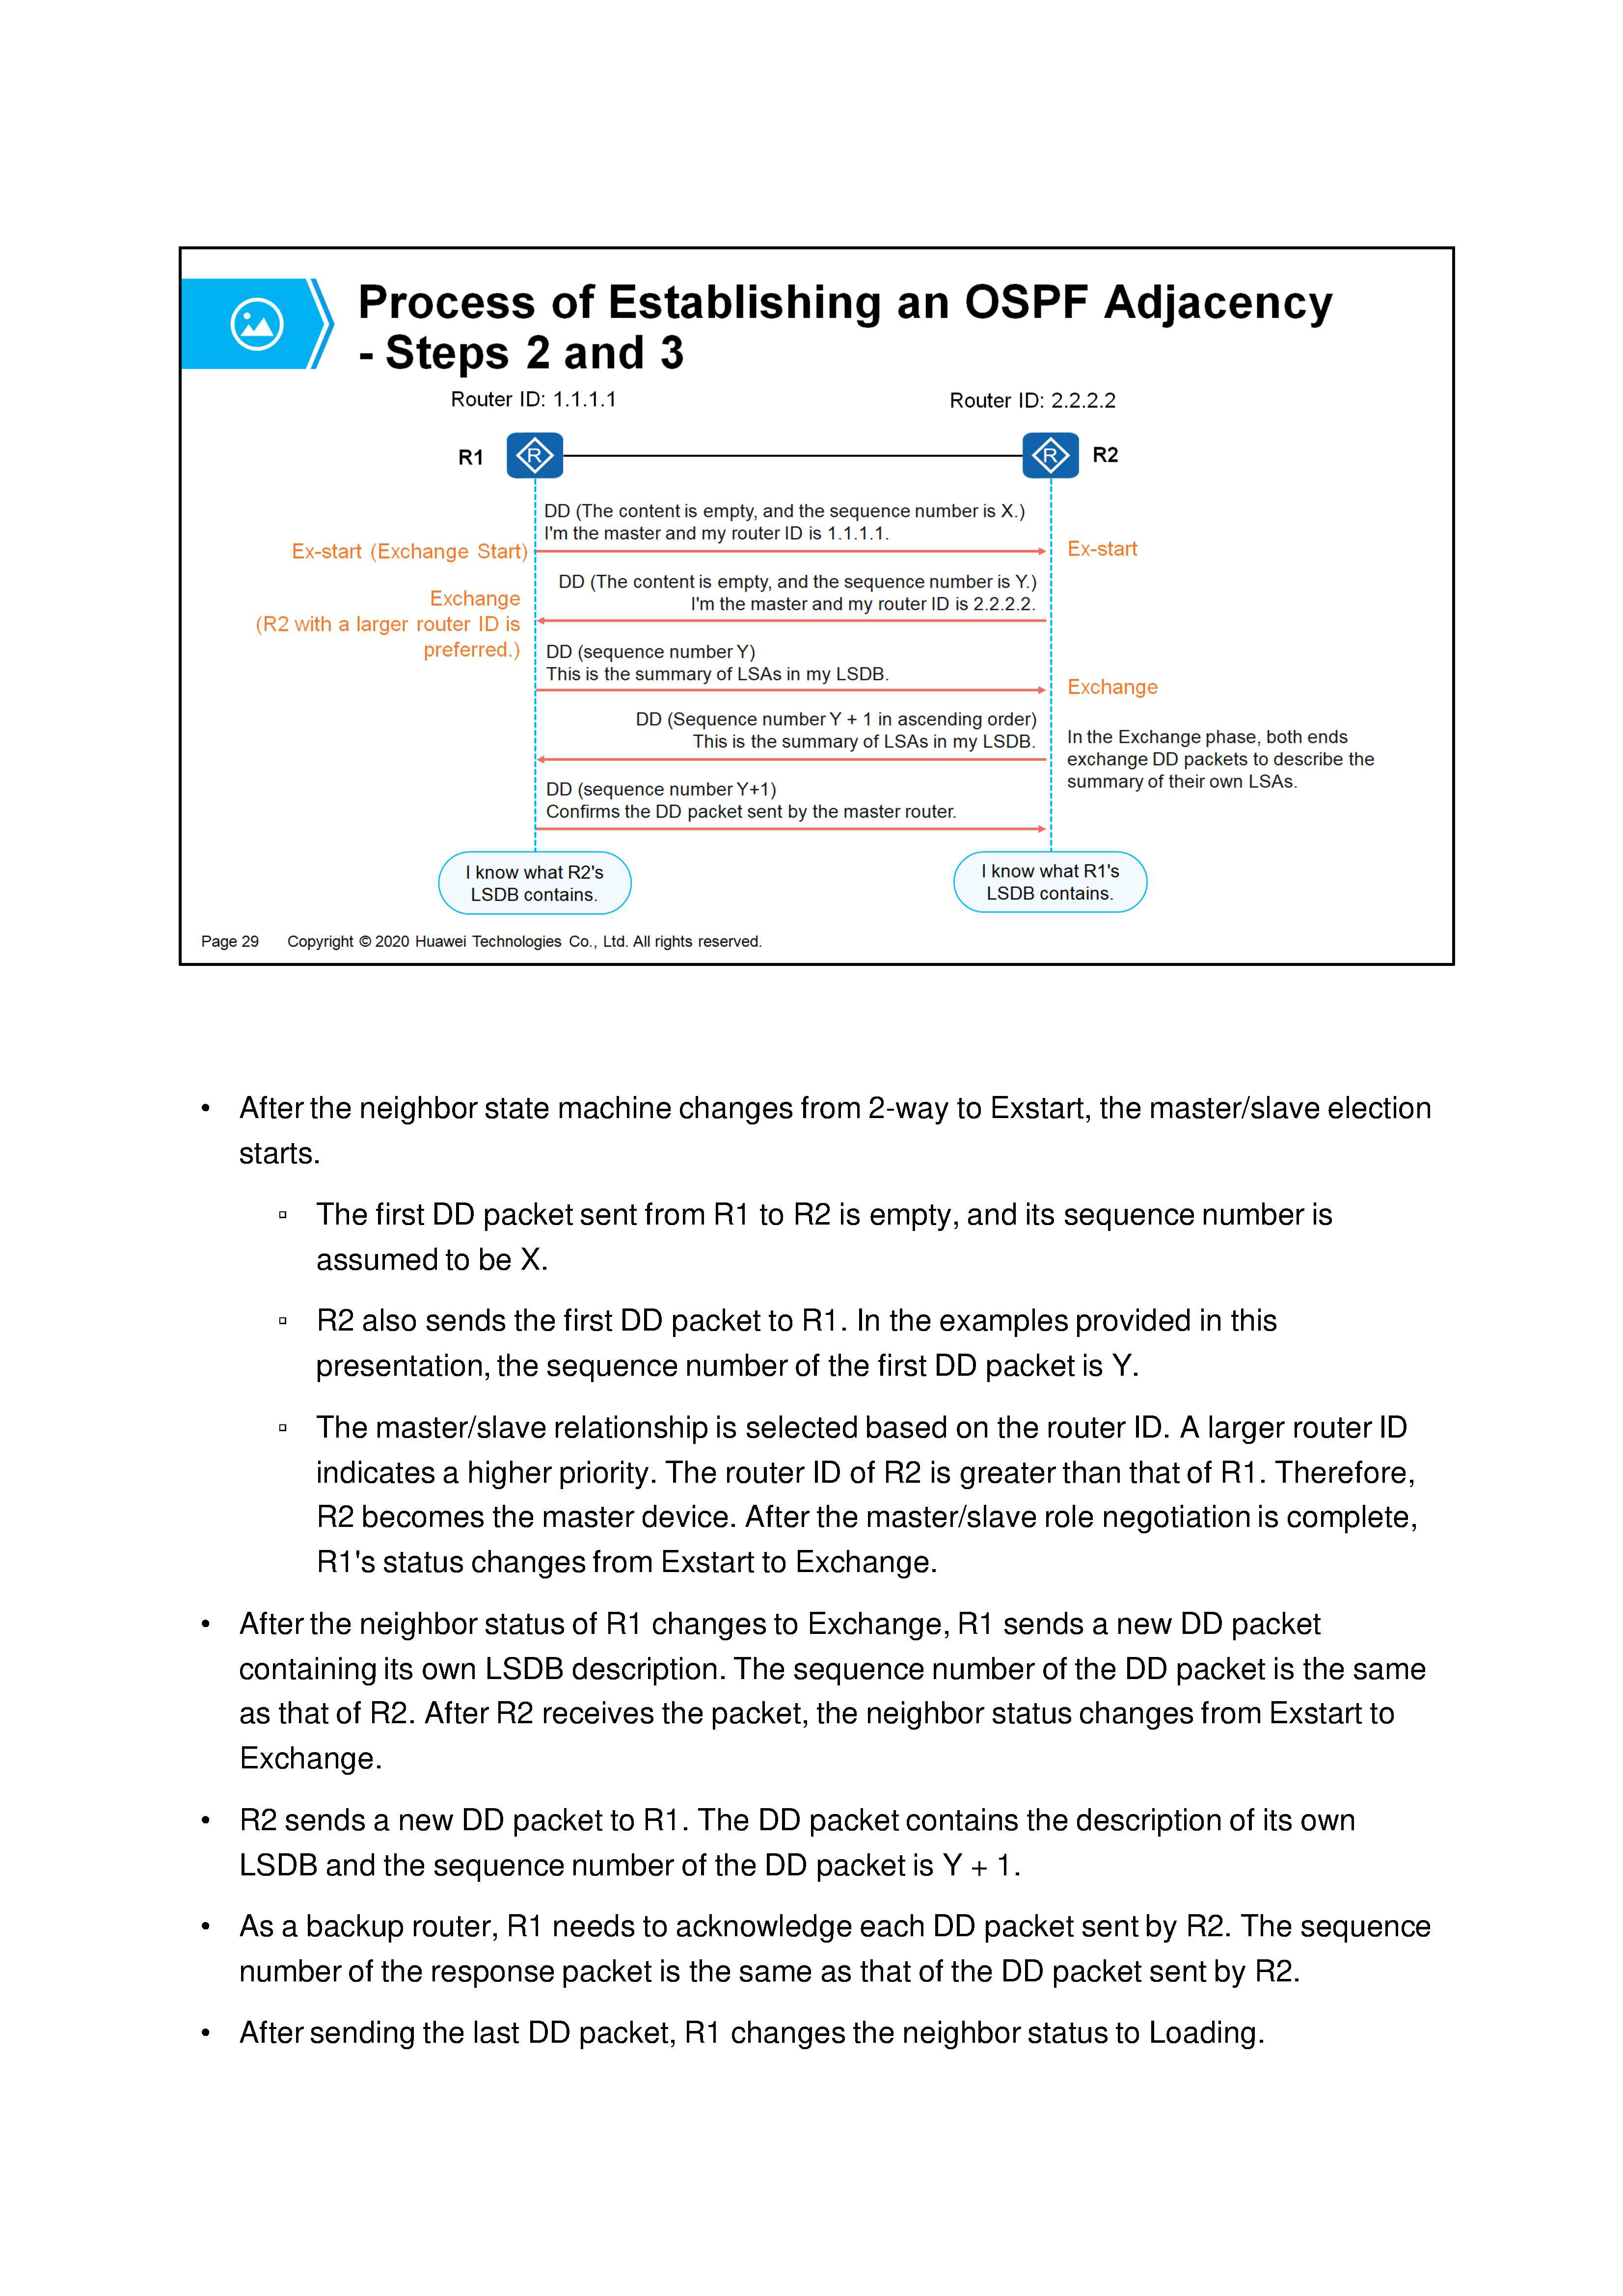 Process of Establishing an OSPF Adjacency
- Steps 2 and 3
Router ID: 1.1.1.1
Router ID: 2.2.2.2
R1
R
R
R2
DD (The content is empty, and the sequence number is X.)
I'm the master and my router ID is 1.1.1.1.
Ex-start (Exchange Start)
Ex-start
DD (The content is empty, and the sequence number is Y.)
I'm the master and my router ID is 2.2.2.2.
Exchange
(R2 with a larger router ID is
preferred.)
DD (sequence number Y)
This is the summary of LSAs in my LSDB.
Exchange
DD (Sequence number Y + 1 in ascending order)
This is the summary of LSAs in my LSDB.
In the Exchange phase, both ends
exchange DD packets to describe the
summary of their own LSAs.
DD (sequence number Y+1)
Confirms the DD packet sent by the master router.
I know what R2's
LSDB contains.
I know what R1's
LSDB contains.
Page 29 Copyright © 2020 Huawei Technologies Co., Ltd. All rights reserved.
• After the neighbor state machine changes from 2-way to Exstart, the master/slave election
starts.
▫ The first DD packet sent from R1 to R2 is empty, and its sequence number is
assumed to be X.
▫ R2 also sends the first DD packet to R1. In the examples provided in this
presentation, the sequence number of the first DD packet is Y.
▫ The master/slave relationship is selected based on the router ID. A larger router ID
indicates a higher priority. The router ID of R2 is greater than that of R1. Therefore,
R2 becomes the master device. After the master/slave role negotiation is complete,
R1's status changes from Exstart to Exchange.
• After the neighbor status of R1 changes to Exchange, R1 sends a new DD packet
containing its own LSDB description. The sequence number of the DD packet is the same
as that of R2. After R2 receives the packet, the neighbor status changes from Exstart to
Exchange.
• R2 sends a new DD packet to R1. The DD packet contains the description of its own
LSDB and the sequence number of the DD packet is Y + 1.
• As a backup router, R1 needs to acknowledge each DD packet sent by R2. The sequence
number of the response packet is the same as that of the DD packet sent by R2.
• After sending the last DD packet, R1 changes the neighbor status to Loading.